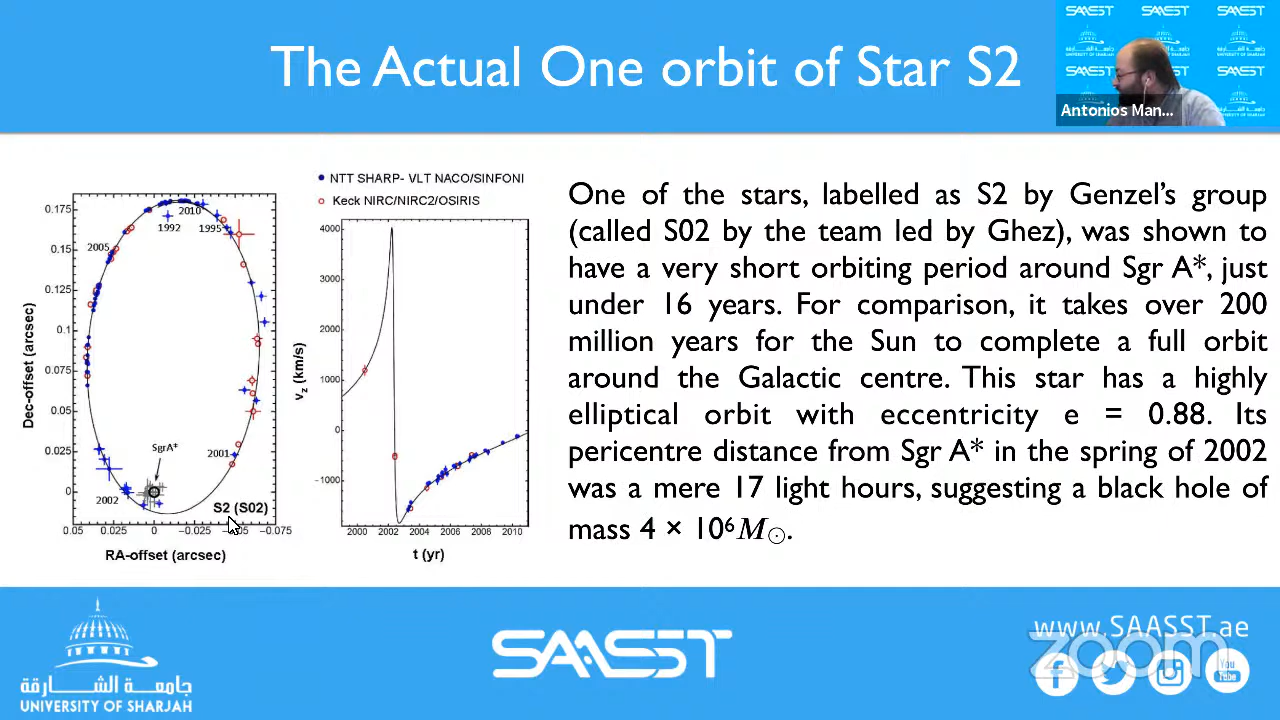 The Actual One orbit of Star S2
SAASST SAASST SAASST
جامعة الشارقة
UNIVERSITY OF SHARJAH
SAASST
Antonios Man...
NTT SHARP- VLT NACO/SINFONI
Keck NIRC/NIRC2/OSIRIS
0.175
0.15
0.125
0.1
0.075
0.05
0.025
0
Dec-offset (arcsec)
2010
1992
1995
2005
SgrA*
2001
2002
S2 (S02)
0.05 0.025 0 -0.025 -0.05 -0.075
RA-offset (arcsec)
4000
3000
2000
1000
0
-1000
vz (km/s)
2000 2002 2004 2006 2008 2010
t (yr)
One of the stars, labelled as S2 by Genzel's group
(called S02 by the team led by Ghez), was shown to
have a very short orbiting period around Sgr A*, just
under 16 years. For comparison, it takes over 200
million years for the Sun to complete a full orbit
around the Galactic centre. This star has a highly
elliptical orbit with eccentricity e = 0.88. Its
pericentre distance from Sgr A* in the spring of 2002
was a mere 17 light hours, suggesting a black hole of
mass 4 × 10⁶ M☉.
جامعة الشارقة
UNIVERSITY OF SHARJAH
SAASST
www.SAASST.ae
zoom
You
Tube